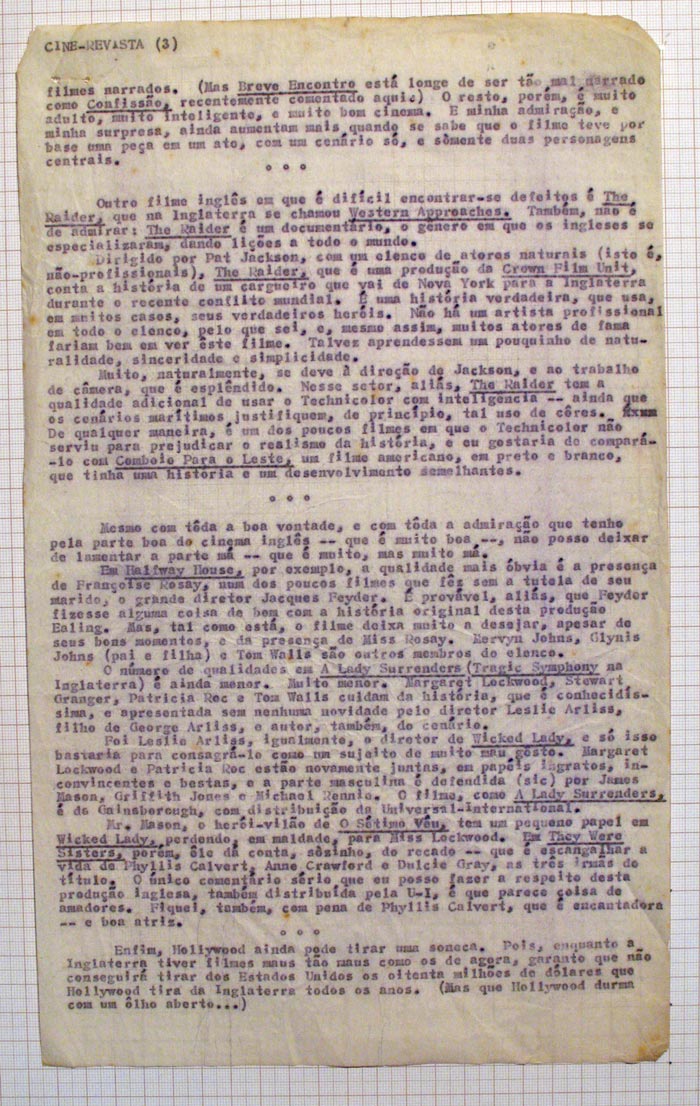 CINE-REVISTA (3)
filmes narrados. (Mas Breve Encontro está longe de ser tão mal narrado
como Confissão, recentemente comentado aqui.) O resto, porém, é muito
adulto, muito inteligente, e muito bom cinema. E minha admiração, e
minha surpresa, ainda aumentam mais quando se sabe que o filme teve por
base uma peça em um ato, com um cenário só, e sòmente duas personagens
centrais.
o o o
Outro filme inglês em que é difícil encontrar-se defeitos é The
Raider, que na Inglaterra se chamou Western Approaches. Também, não é
de admirar: The Raider é um documentário, o gênero em que os ingleses se
especializaram, dando lições a todo o mundo.
Dirigido por Pat Jackson, com um elenco de atores naturais (isto é,
não-profissionais), The Raider, que é uma produção da Crown Film Unit,
conta a história de um cargueiro que vai de Nova York para a Inglaterra
durante o recente conflito mundial. É uma história verdadeira, que usa,
em muitos casos, seus verdadeiros heróis. Não há um artista profissional
em todo o elenco, pelo que sei, e, mesmo assim, muitos atores de fama
fariam bem em ver êste filme. Talvez aprendessem um pouquinho de natu-
ralidade, sinceridade e simplicidade.
Muito, naturalmente, se deve à direção de Jackson, e ao trabalho
de câmera, que é esplêndido. Nesse setor, aliás, The Raider tem a
qualidade adicional de usar o Technicolor com inteligência -- ainda que
os cenários marítimos justifiquem, de princípio, tal uso de côres.
De qualquer maneira, é um dos poucos filmes em que o Technicolor não
serviu para prejudicar o realismo da história, e eu gostaria de compará-
-lo com Comboio Para o Leste, um filme americano, em preto e branco,
que tinha uma história e um desenvolvimento semelhantes.
o o o
Mesmo com tôda a boa vontade, e com tôda a admiração que tenho
pela parte boa do cinema inglês -- que é muito boa --, não posso deixar
de lamentar a parte má -- que é muito, mas muito má.
Em Halfway House, por exemplo, a qualidade mais óbvia é a presença
de Françoise Rosay, num dos poucos filmes que fêz sem a tutela de seu
marido, o grande diretor Jacques Feyder. É provável, aliás, que Feyder
fizesse alguma coisa de bem com a história original desta produção
Ealing. Mas, tal como está, o filme deixa muito a desejar, apesar de
seus bons momentos, e da presença de Miss Rosay. Mervyn Johns, Glynis
Johns (pai e filha) e Tom Walls são outros membros do elenco.
O número de qualidades em A Lady Surrenders (Tragic Symphony na
Inglaterra) é ainda menor. Muito menor. Margaret Lockwood, Stewart
Granger, Patricia Roc e Tom Walls cuidam da história, que é conhecidís-
sima, e apresentada sem nenhuma novidade pelo diretor Leslie Arliss,
filho de George Arliss, e autor, também, do cenário.
Foi Leslie Arliss, igualmente, o diretor de Wicked Lady, e só isso
bastaria para consagrá-lo como um sujeito de muito mau gôsto. Margaret
Lockwood e Patricia Roc estão novamente juntas, em papéis ingratos, in-
convincentes e bestas, e a parte masculina é defendida (sic) por James
Mason, Griffith Jones e Michael Rennie. O filme, como A Lady Surrenders,
é da Gainsborough, com distribuição da Universal-International.
Mr. Mason, o herói-vilão de O Sétimo Véu, tem um pequeno papel em
Wicked Lady, perdendo, em maldade, para Miss Lockwood. Em They Were
Sisters, porém, êle dá conta, sòzinho, do recado -- que é escangalhar a
vida de Phyllis Calvert, Anne Crawford e Dulcie Gray, as três irmãs do
título. O único comentário sério que eu posso fazer a respeito desta
produção inglesa, também distribuída pela U-I, é que parece coisa de
amadores. Fiquei, também, com pena de Phyllis Calvert, que é encantadora
-- e boa atriz.
o o o
Enfim, Hollywood ainda pode tirar uma soneca. Pois, enquanto a
Inglaterra tiver filmes maus tão maus como os de agora, garanto que não
conseguirá tirar dos Estados Unidos os oitenta milhões de dólares que
Hollywood tira da Inglaterra todos os anos. (Mas que Hollywood durma
com um ôlho aberto...)